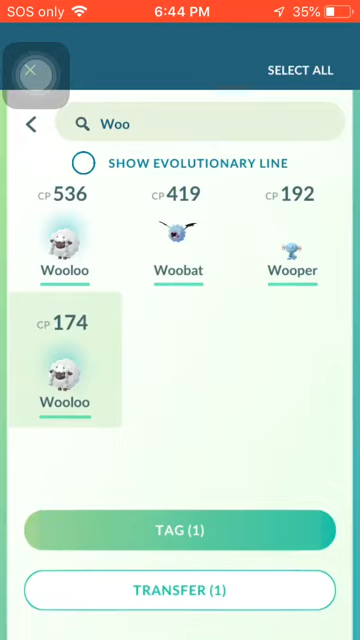 SOS only 6:44 PM 35%
SELECT ALL
Woo
SHOW EVOLUTIONARY LINE
CP 536 CP 419 CP 192
Wooloo Woobat Wooper
CP 174
Wooloo
TAG (1)
TRANSFER (1)